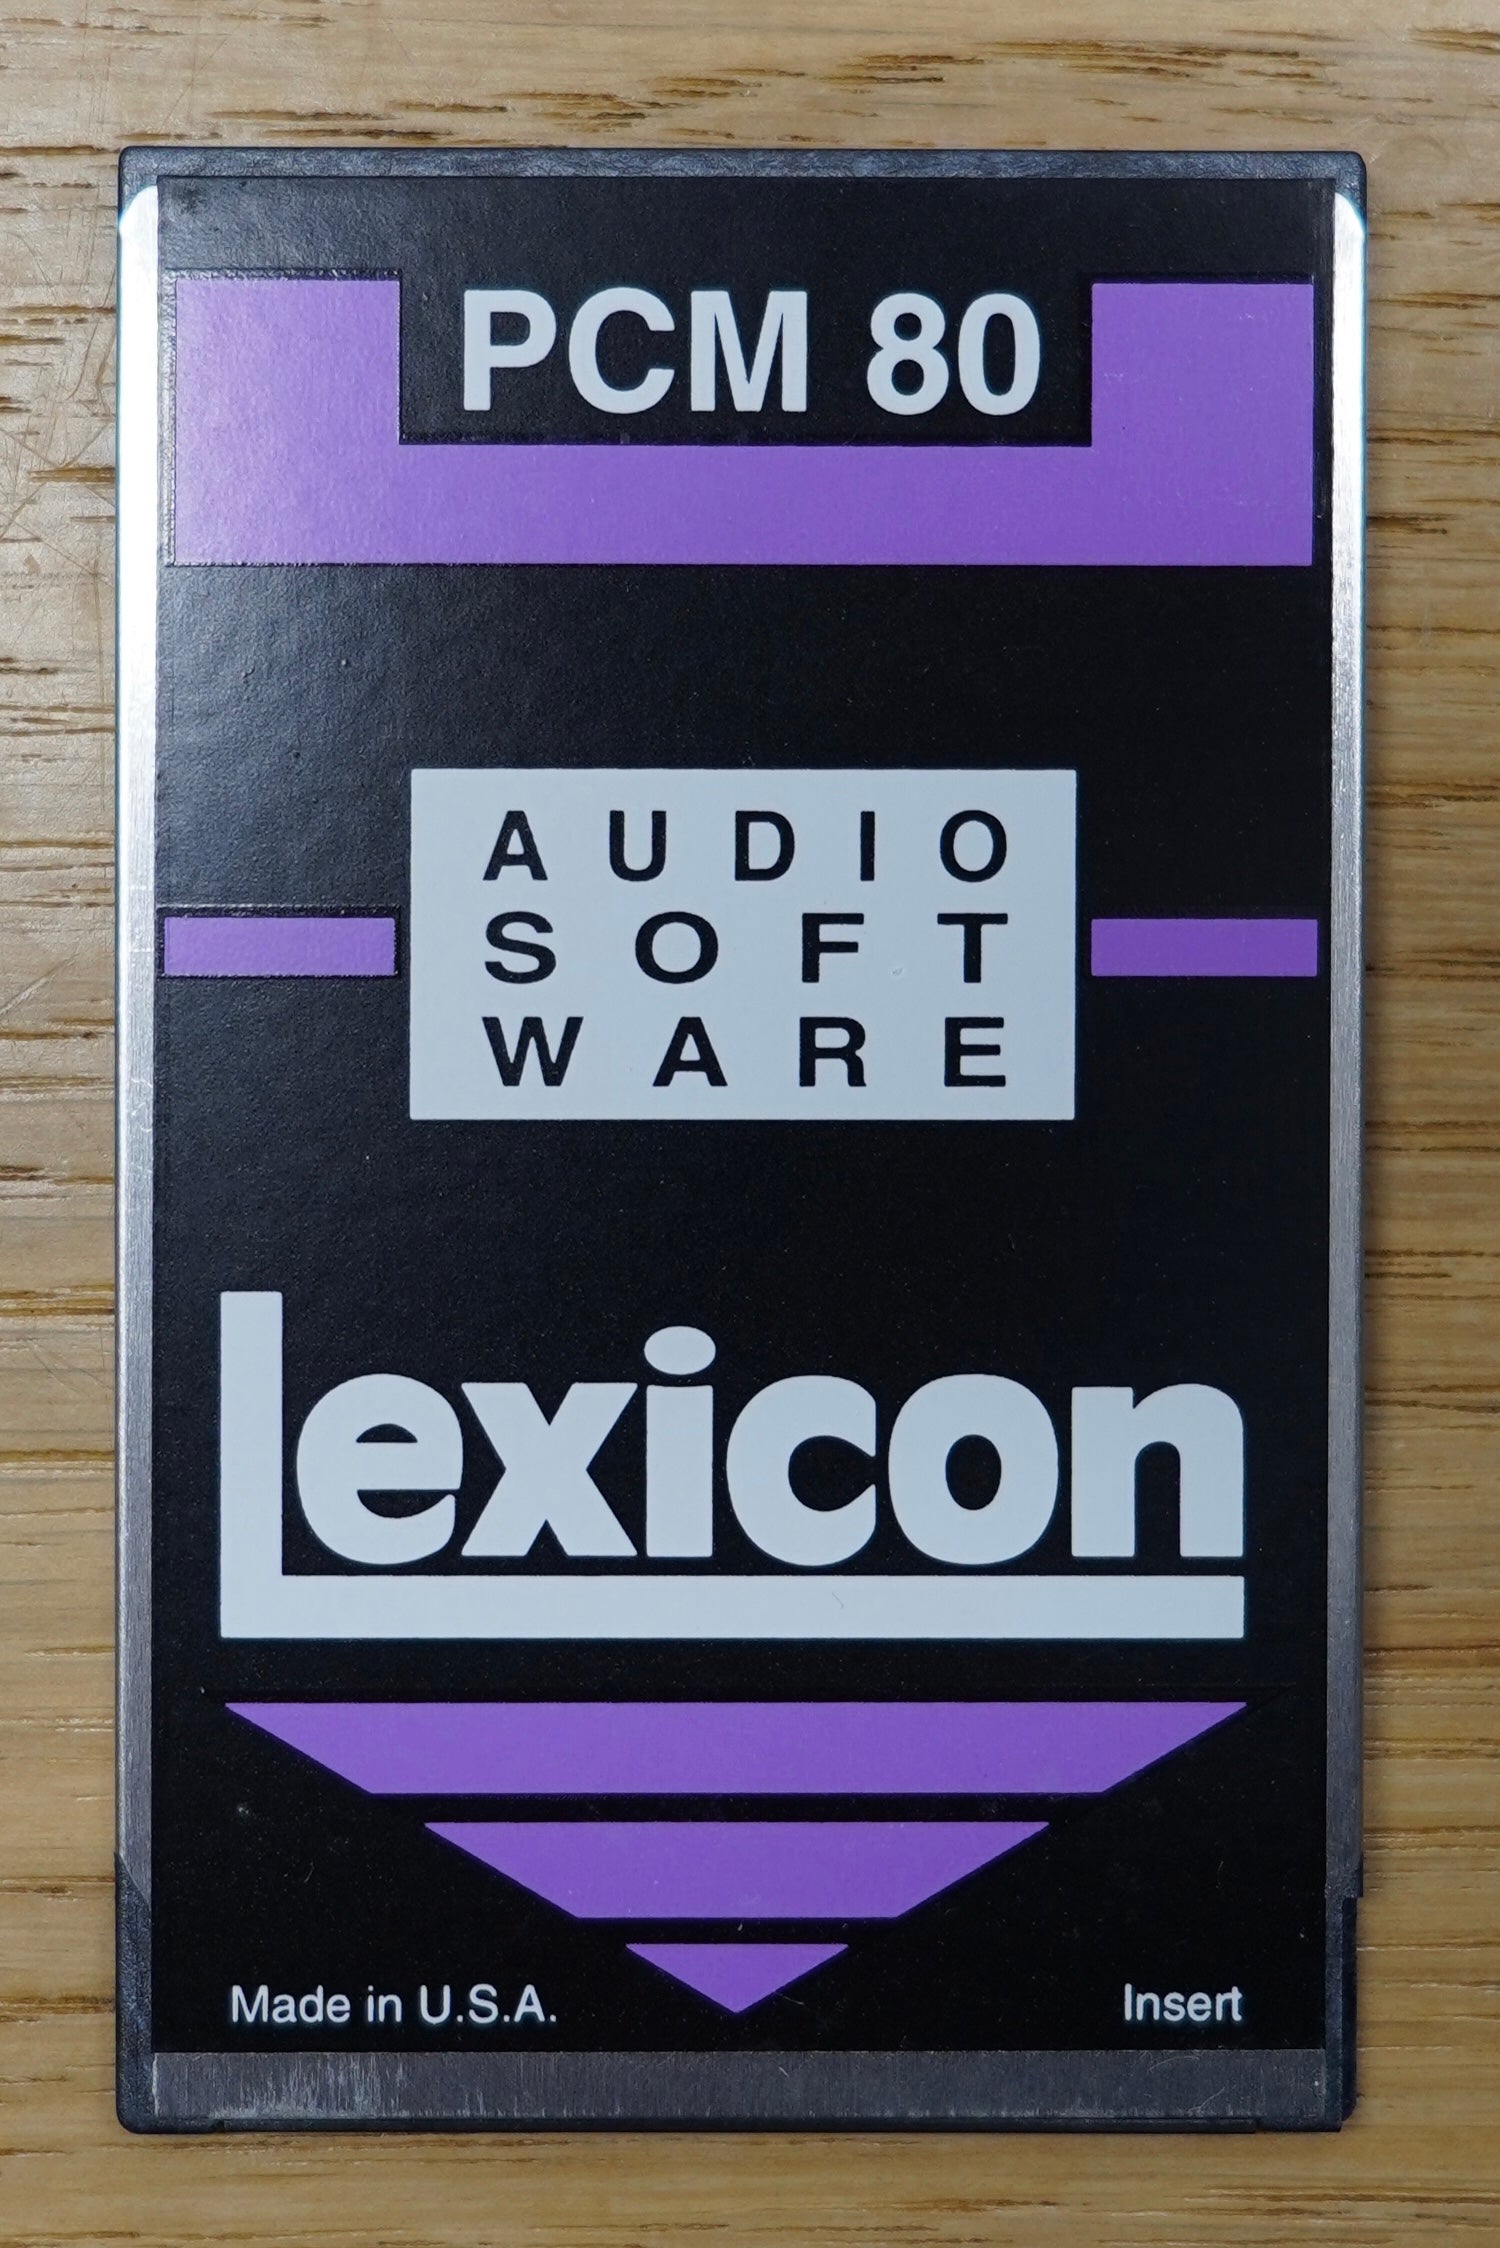 PCM 80
AUDIO
SOFT
WARE
Lexicon
Made in U.S.A.
Insert